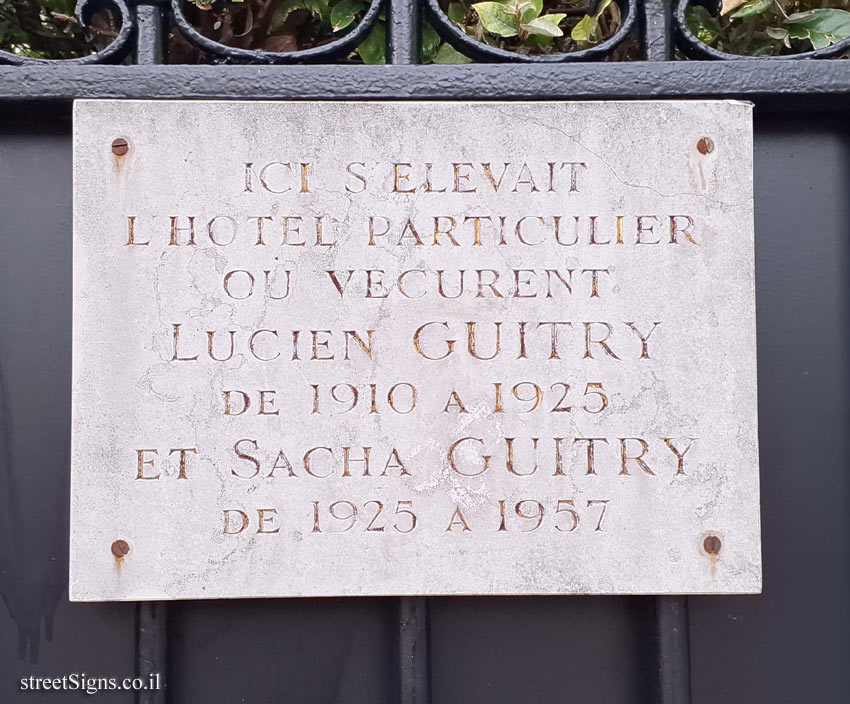 ICI S'ELEVAIT
L'HOTEL PARTICULIER
OÙ VECURENT
LUCIEN GUITRY
DE 1910 A 1925
ET SACHA GUITRY
DE 1925 A 1957
streetSigns.co.il